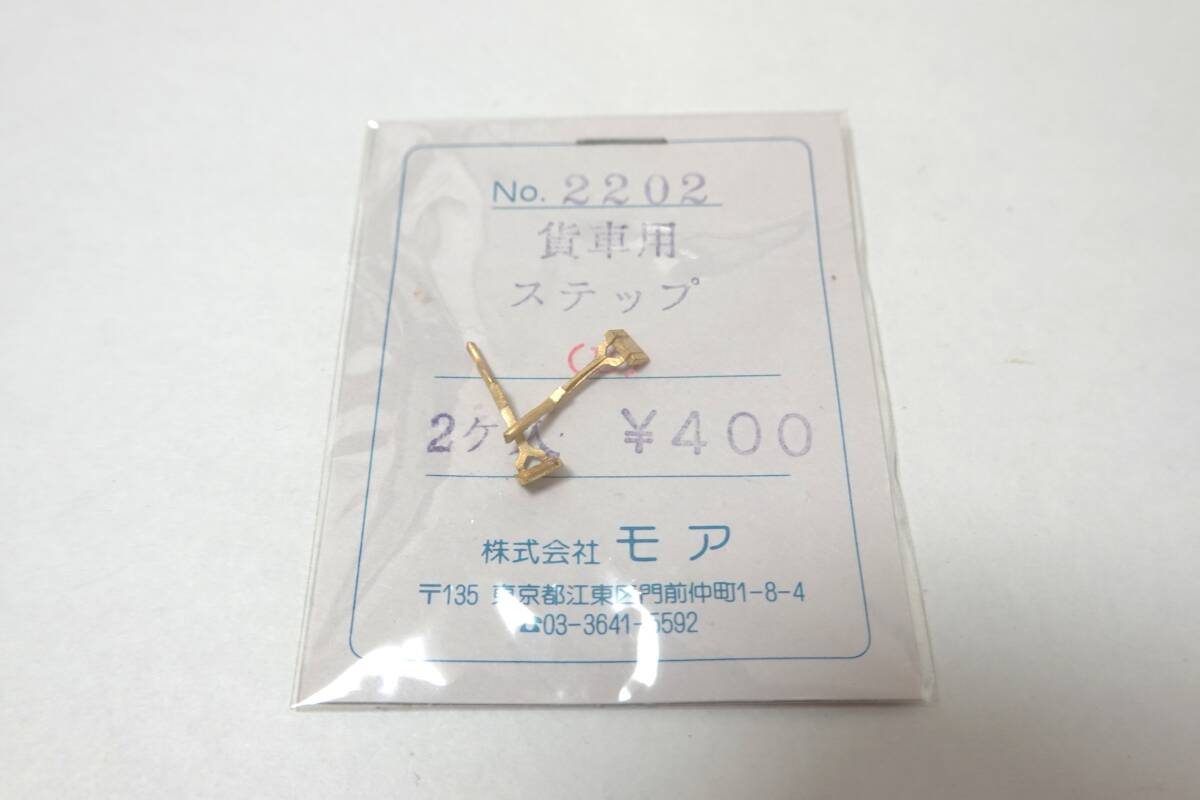 No. 2202
貨車用
ステップ
2ケ入 ¥400
株式会社 モア
〒135 東京都江東区門前仲町1-8-4
☎03-3641-5592